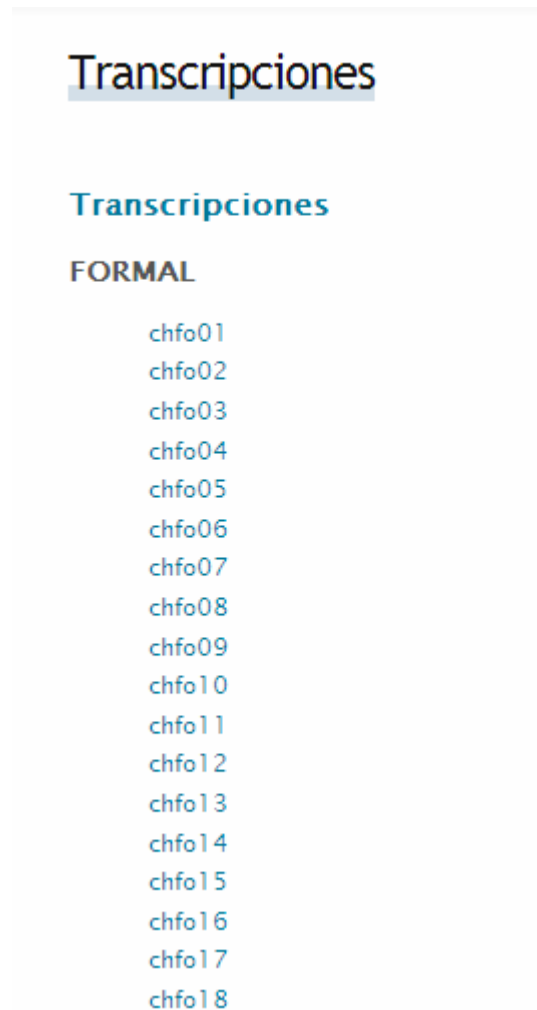 Transcripciones
Transcripciones
FORMAL
chfo01
chfo02
chfo03
chfo04
chfo05
chfo06
chfo07
chfo08
chfo09
chfo10
chfo11
chfo12
chfo13
chfo14
chfo15
chfo16
chfo17
chfo18